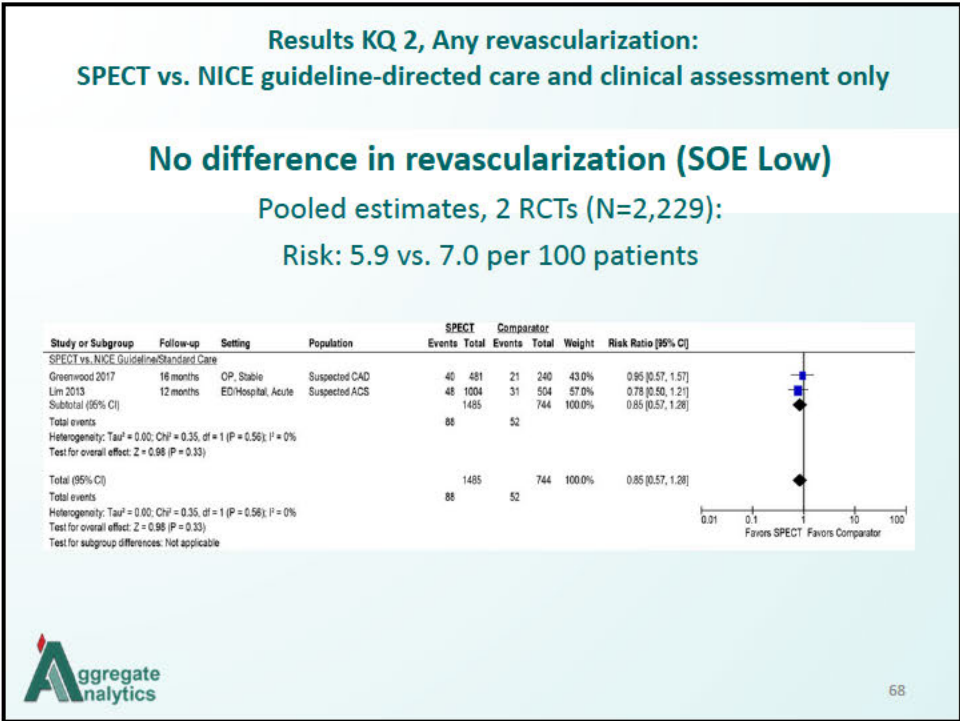 Results KQ 2, Any revascularization:
SPECT vs. NICE guideline-directed care and clinical assessment only
No difference in revascularization (SOE Low)
Pooled estimates, 2 RCTs (N=2,229):
Risk: 5.9 vs. 7.0 per 100 patients
SPECT Comparator
Study or Subgroup Follow-up Setting Population Events Total Events Total Weight Risk Ratio [95% CI]
SPECT vs. NICE Guideline/Standard Care
Greenwood 2017 16 months OP, Stable Suspected CAD 40 481 21 240 43.0% 0.95 [0.57, 1.57]
Lim 2013 12 months ED/Hospital, Acute Suspected ACS 48 1004 31 504 57.0% 0.78 [0.50, 1.21]
Subtotal (95% CI) 1485 744 100.0% 0.85 [0.57, 1.28]
Total events 88 52
Heterogeneity: Tau² = 0.00; Chi² = 0.35, df = 1 (P = 0.56); I² = 0%
Test for overall effect: Z = 0.98 (P = 0.33)
Total (95% CI) 1485 744 100.0% 0.85 [0.57, 1.28]
Total events 88 52
Heterogeneity: Tau² = 0.00; Chi² = 0.35, df = 1 (P = 0.56); I² = 0%
Test for overall effect: Z = 0.98 (P = 0.33)
Test for subgroup differences: Not applicable
0.01 0.1 1 10 100
Favors SPECT Favors Comparator
Aggregate
Analytics
68